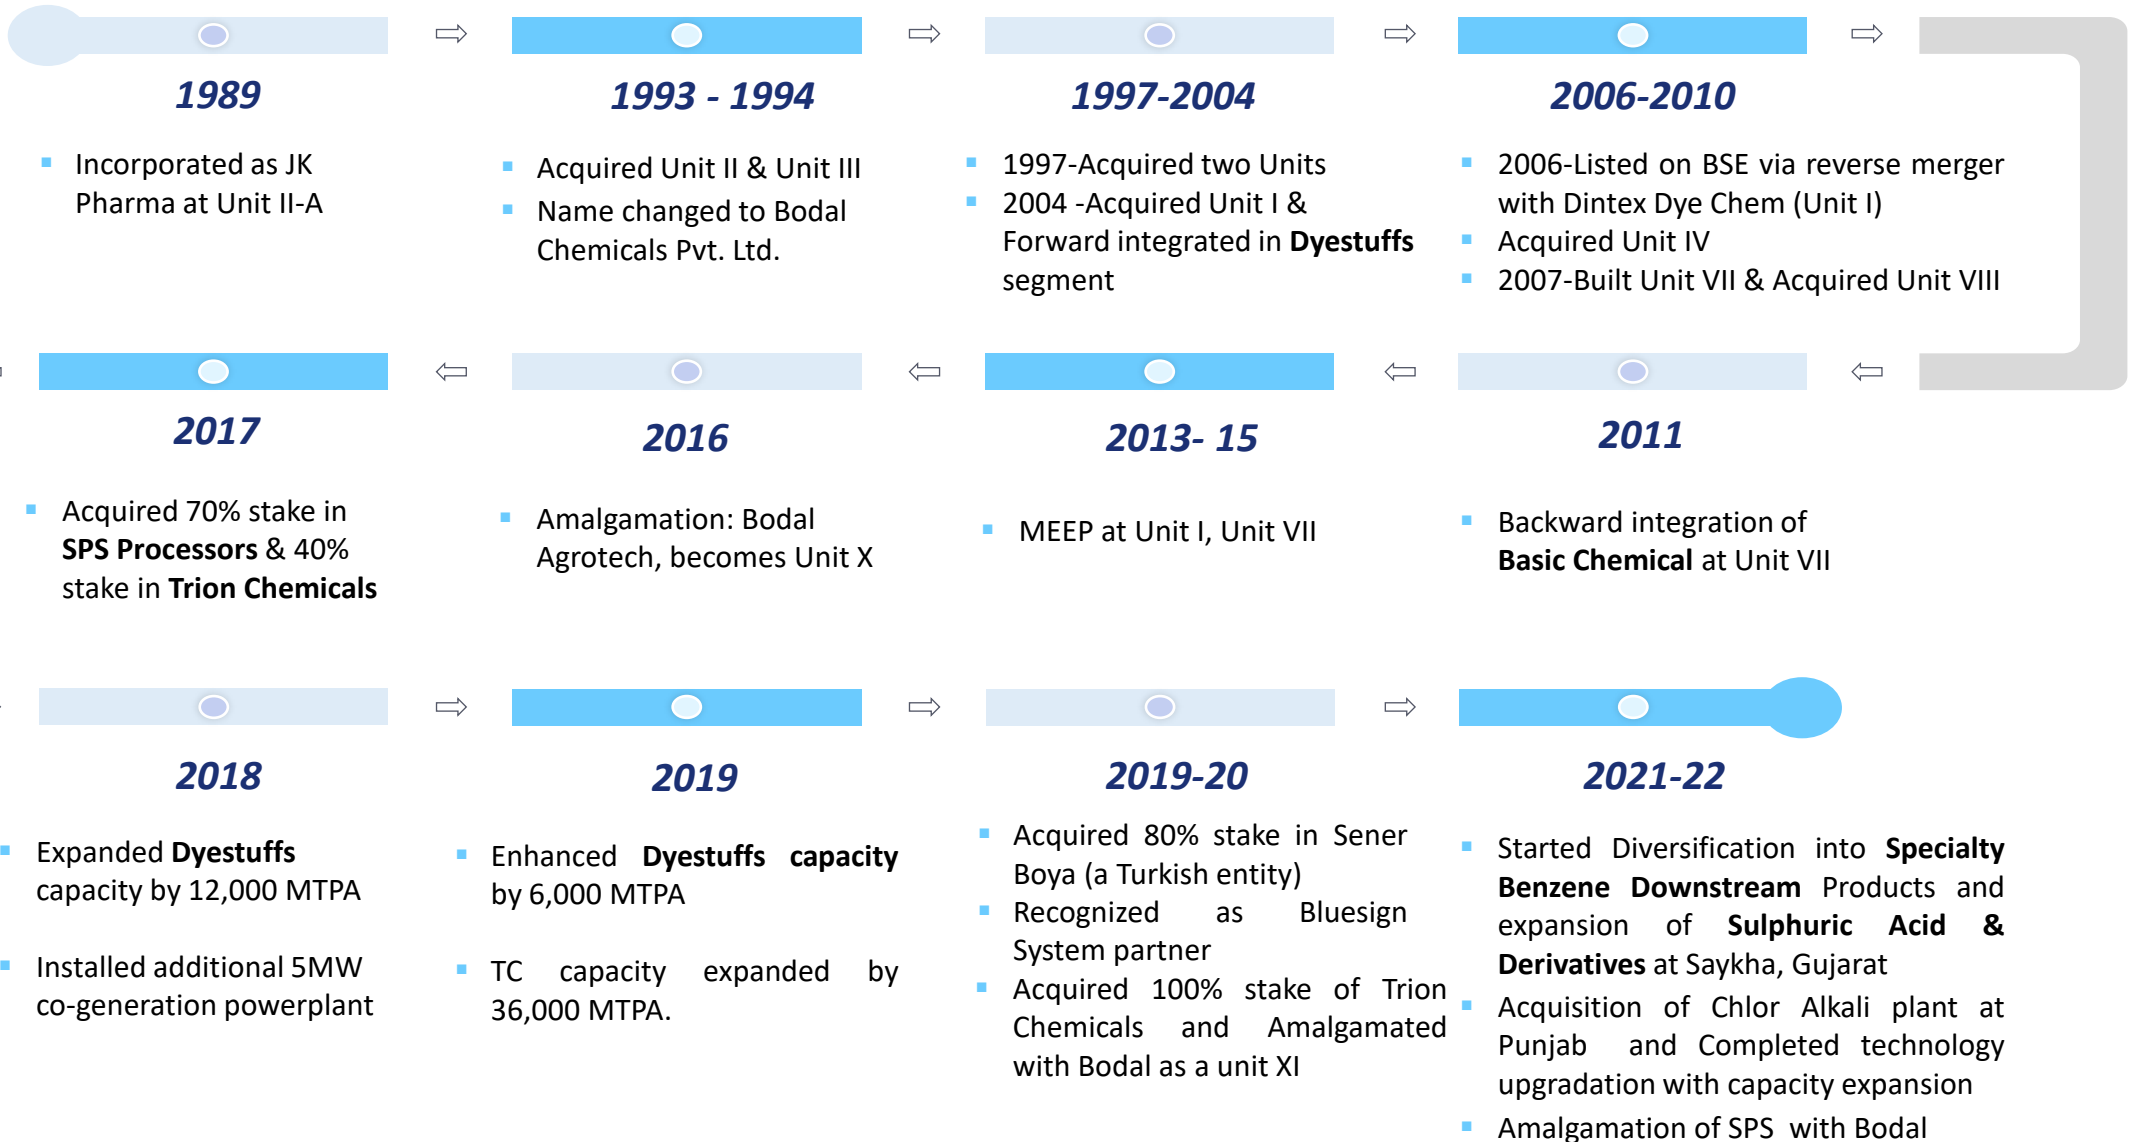 1989
Incorporated as JK
Pharma at Unit II-A
1993 - 1994
Acquired Unit II & Unit III
Name changed to Bodal
Chemicals Pvt. Ltd.
1997-2004
1997-Acquired two Units
2004 -Acquired Unit I &
Forward integrated in Dyestuffs
segment
2006-2010
2006-Listed on BSE via reverse merger
with Dintex Dye Chem (Unit I)
Acquired Unit IV
2007-Built Unit VII & Acquired Unit VIII
2011
Backward integration of
Basic Chemical at Unit VII
2013- 15
MEEP at Unit I, Unit VII
2016
Amalgamation: Bodal
Agrotech, becomes Unit X
2017
Acquired 70% stake in
SPS Processors & 40%
stake in Trion Chemicals
2018
Expanded Dyestuffs
capacity by 12,000 MTPA
Installed additional 5MW
co-generation powerplant
2019
Enhanced Dyestuffs capacity
by 6,000 MTPA
TC capacity expanded by
36,000 MTPA.
2019-20
Acquired 80% stake in Sener
Boya (a Turkish entity)
Recognized as Bluesign
System partner
Acquired 100% stake of Trion
Chemicals and Amalgamated
with Bodal as a unit XI
2021-22
Started Diversification into Specialty
Benzene Downstream Products and
expansion of Sulphuric Acid &
Derivatives at Saykha, Gujarat
Acquisition of Chlor Alkali plant at
Punjab and Completed technology
upgradation with capacity expansion
Amalgamation of SPS with Bodal